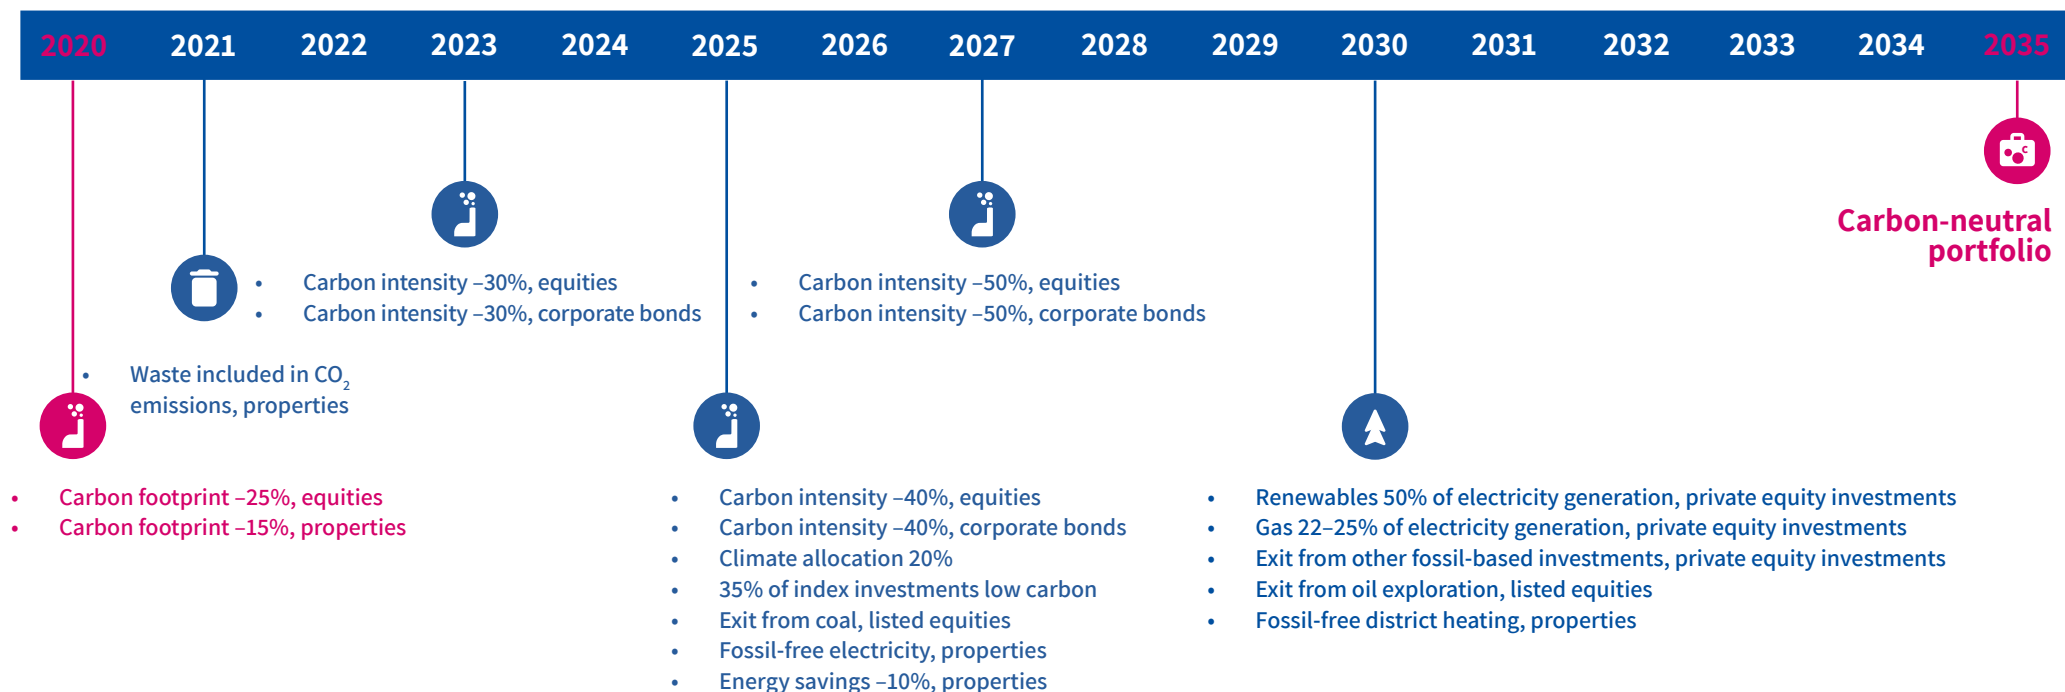 2020 2021 2022 2023 2024 2025 2026 2027 2028 2029 2030 2031 2032 2033 2034 2035
Carbon-neutral
portfolio
• Carbon intensity –30%, equities
• Carbon intensity –30%, corporate bonds
• Carbon intensity –50%, equities
• Carbon intensity –50%, corporate bonds
• Waste included in CO₂
emissions, properties
• Carbon footprint –25%, equities
• Carbon footprint –15%, properties
• Carbon intensity –40%, equities
• Carbon intensity –40%, corporate bonds
• Climate allocation 20%
• 35% of index investments low carbon
• Exit from coal, listed equities
• Fossil-free electricity, properties
• Energy savings –10%, properties
• Renewables 50% of electricity generation, private equity investments
• Gas 22–25% of electricity generation, private equity investments
• Exit from other fossil-based investments, private equity investments
• Exit from oil exploration, listed equities
• Fossil-free district heating, properties
C